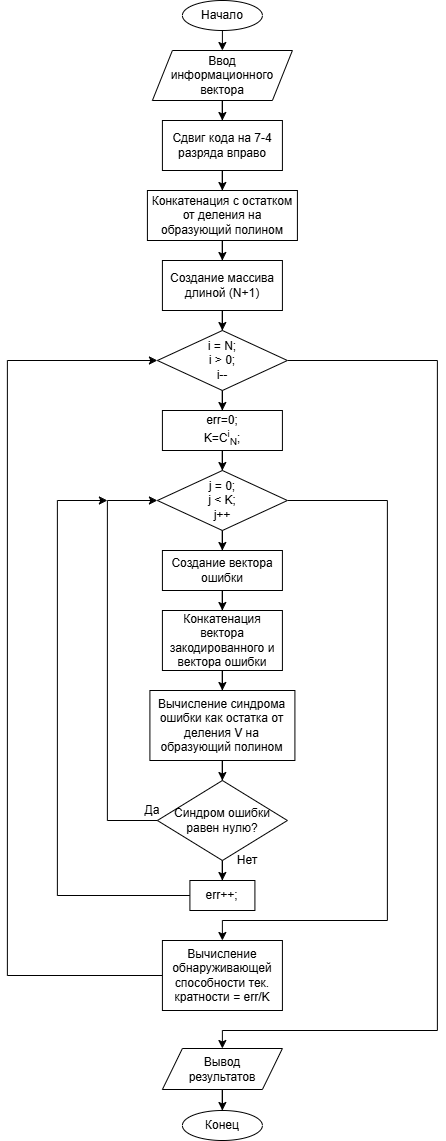 Начало
Ввод
информационного
вектора
Сдвиг кода на 7-4
разряда вправо
Конкатенация с остатком
от деления на
образующий полином
Создание массива
длиной (N+1)
i = N;
i > 0;
i--
err=0;
K=CⁱN;
j = 0;
j < K;
j++
Создание вектора
ошибки
Конкатенация
вектора
закодированного и
вектора ошибки
Вычисление синдрома
ошибки как остатка от
деления V на
образующий полином
Да
Синдром ошибки
равен нулю?
Нет
err++;
Вычисление
обнаруживающей
способности тек.
кратности = err/K
Вывод
результатов
Конец